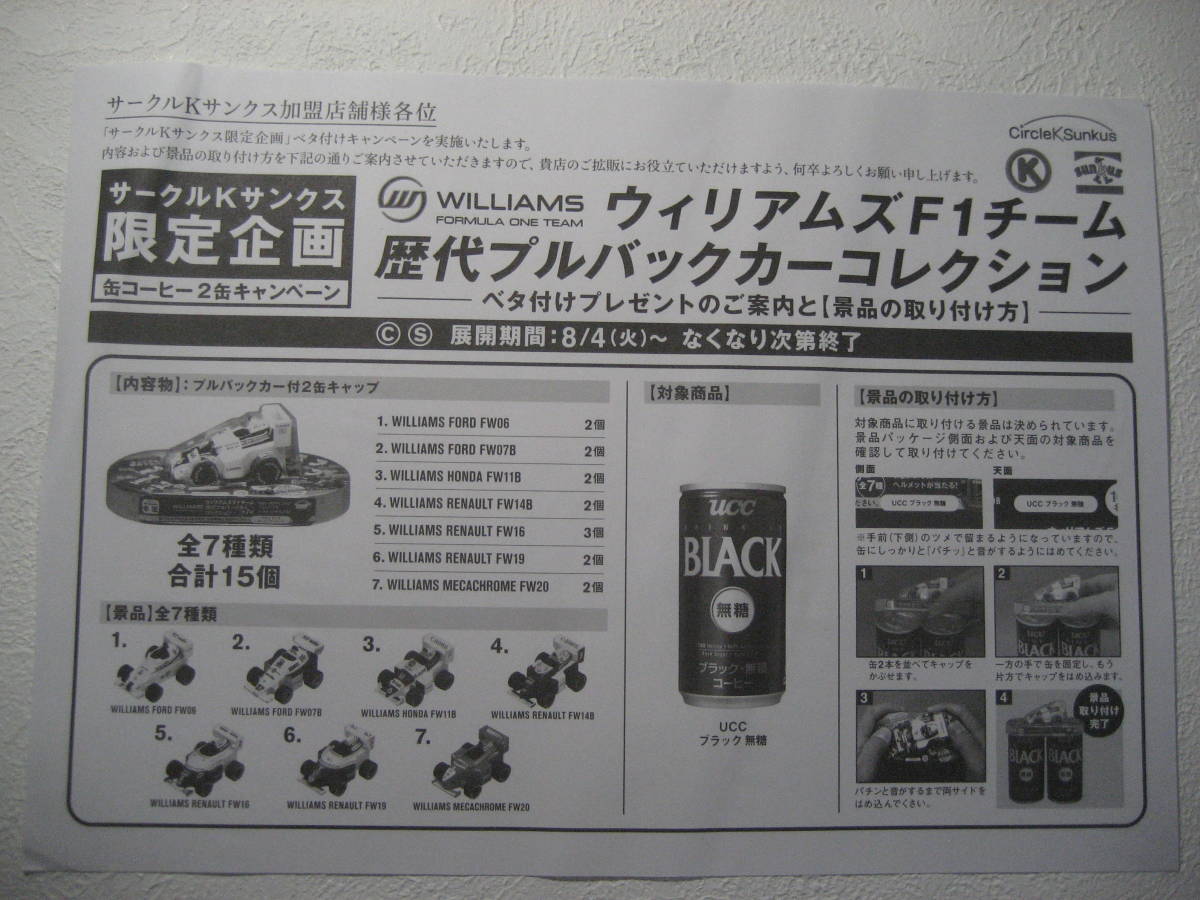 サークルKサンクス加盟店舗様各位
「サークルKサンクス限定企画」ベタ付けキャンペーンを実施いたします。
内容および景品の取り付け方を下記の通りご案内させていただきますので、貴店のご拡販にお役立ていただけますよう、何卒よろしくお願い申し上げます。
CircleK Sunkus
K
sunkus
サークルKサンクス
限定企画
缶コーヒー2缶キャンペーン
WILLIAMS
FORMULA ONE TEAM
ウィリアムズF1チーム
歴代プルバックカーコレクション
ベタ付けプレゼントのご案内と【景品の取り付け方】
Ⓒ Ⓢ 展開期間:8/4(火)~ なくなり次第終了
【内容物】:プルバックカー付2缶キャップ
全7種類
合計15個
1. WILLIAMS FORD FW06 2個
2. WILLIAMS FORD FW07B 2個
3. WILLIAMS HONDA FW11B 2個
4. WILLIAMS RENAULT FW14B 2個
5. WILLIAMS RENAULT FW16 3個
6. WILLIAMS RENAULT FW19 2個
7. WILLIAMS MECACHROME FW20 2個
【景品】全7種類
1.
WILLIAMS FORD FW06
2.
WILLIAMS FORD FW07B
3.
WILLIAMS HONDA FW11B
4.
WILLIAMS RENAULT FW14B
5.
WILLIAMS RENAULT FW16
6.
WILLIAMS RENAULT FW19
7.
WILLIAMS MECACHROME FW20
【対象商品】
UCC
BLACK
無糖
ブラック・無糖
コーヒー
UCC
ブラック 無糖
【景品の取り付け方】
対象商品に取り付ける景品は決められています。
景品パッケージ側面および天面の対象商品を
確認して取り付けてください。
側面
全7種
ヘルメットが当たる!
ださい。
UCC ブラック 無糖
天面
UCC ブラック 無糖
※手前(下側)のツメで留まるようになっていますので、
缶にしっかりと「パチッ」と音がするようにはめてください。
1
缶2本を並べてキャップを
かぶせます。
2
一方の手で缶を固定し、もう
片方でキャップをはめ込みます。
3
パチンと音がするまで両サイドを
はめ込んでください。
4
景品
取り付け
完了
BLACK
BLACK